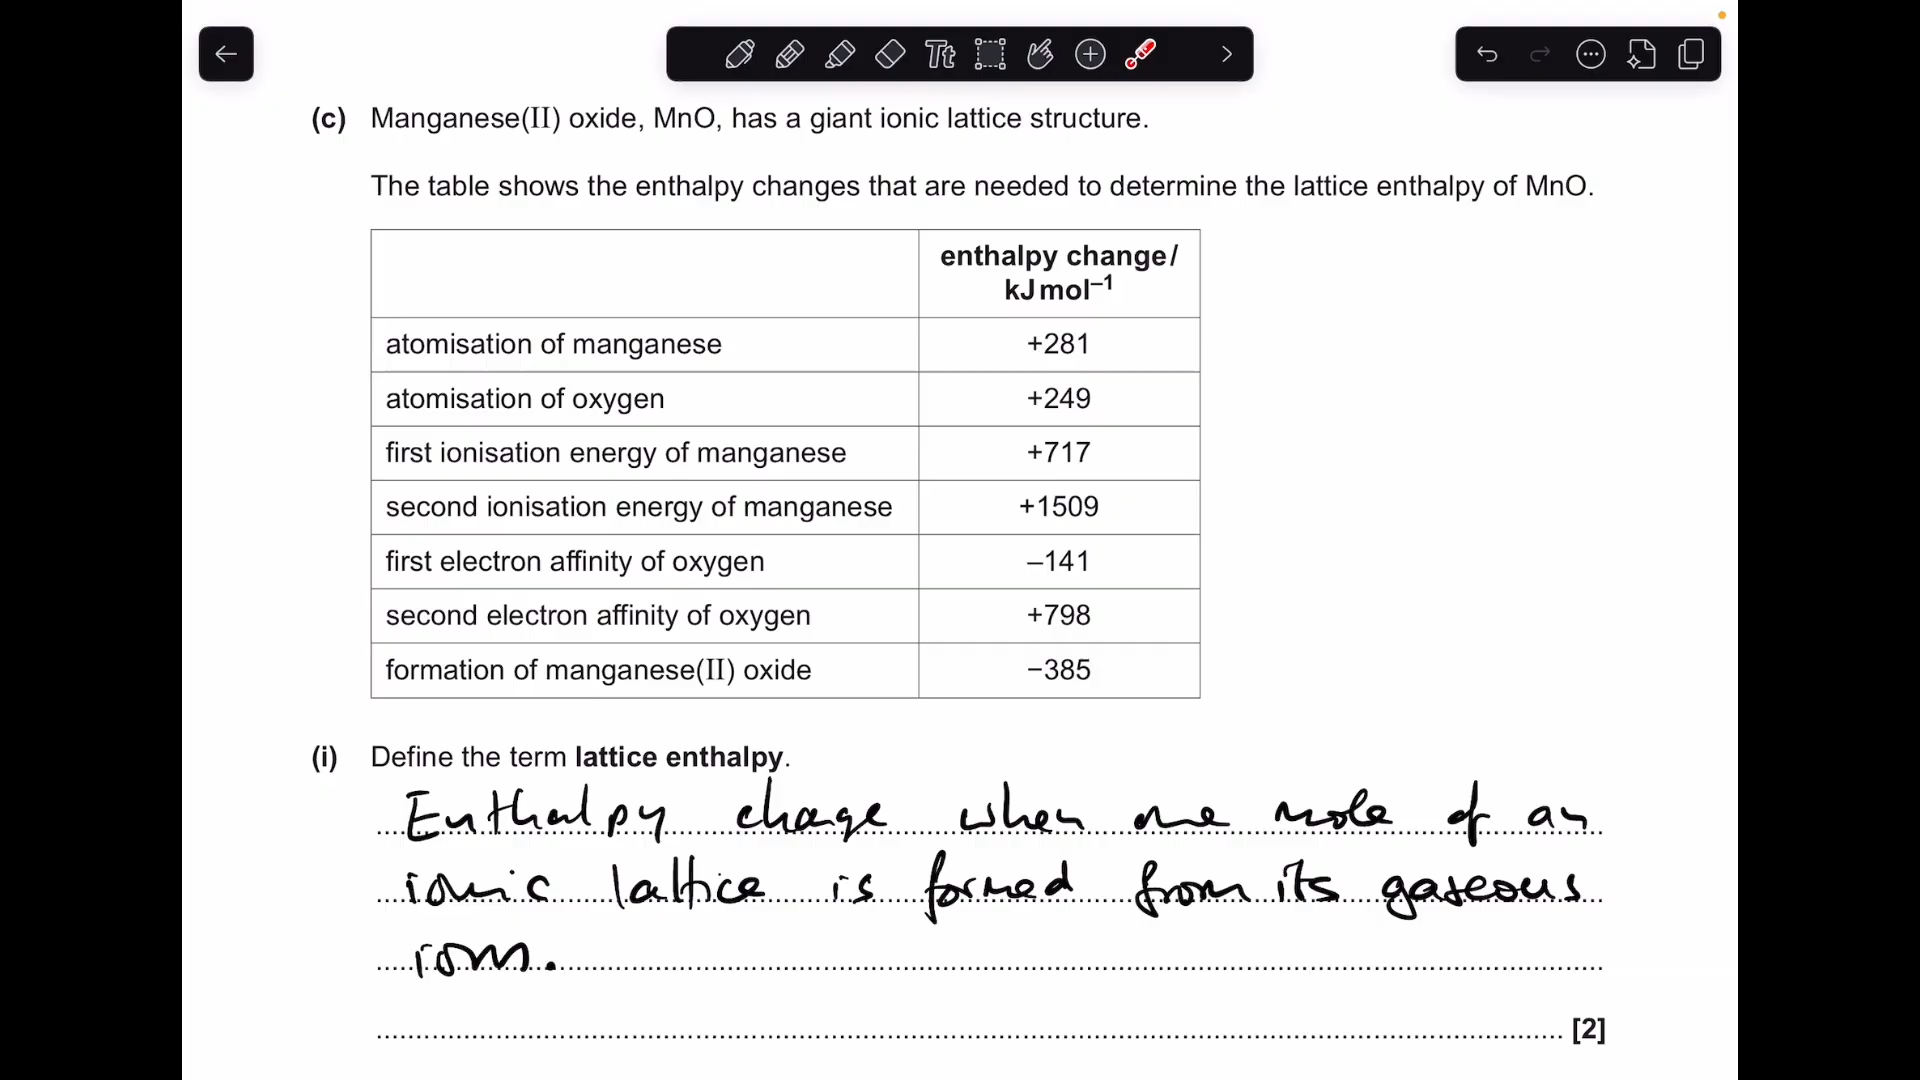 Tt
(c) Manganese(II) oxide, MnO, has a giant ionic lattice structure.
The table shows the enthalpy changes that are needed to determine the lattice enthalpy of MnO.
enthalpy change/
kJ mol⁻¹
atomisation of manganese +281
atomisation of oxygen +249
first ionisation energy of manganese +717
second ionisation energy of manganese +1509
first electron affinity of oxygen –141
second electron affinity of oxygen +798
formation of manganese(II) oxide −385
(i) Define the term lattice enthalpy.
Enthalpy change when one mole of an
ionic lattice is formed from its gaseous
ions.
[2]